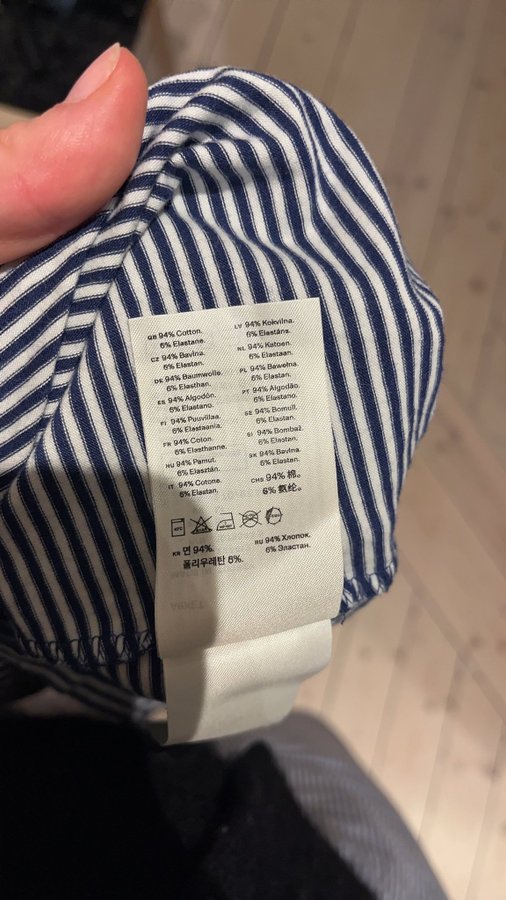 GB 94% Cotton.
6% Elastane.
CZ 94% Bavlna.
6% Elastan.
DE 94% Baumwolle.
6% Elasthan.
ES 94% Algodón.
6% Elastano.
FI 94% Puuvillaa.
6% Elastaania.
FR 94% Coton.
6% Elasthanne.
HU 94% Pamut.
6% Elasztán.
IT 94% Cotone.
6% Elastan.
LV 94% Kokvilna.
6% Elastāns.
NL 94% Katoen.
6% Elastaan.
PL 94% Bawełna.
6% Elastan.
PT 94% Algodão.
6% Elastano.
SE 94% Bomull.
6% Elastan.
SI 94% Bombaž.
6% Elastan.
SK 94% Bavlna.
6% Elastan.
CHS 94% 棉。
6% 氨纶。
KR 면 94%.
폴리우레탄 6%.
RU 94% Хлопок.
6% Эластан.